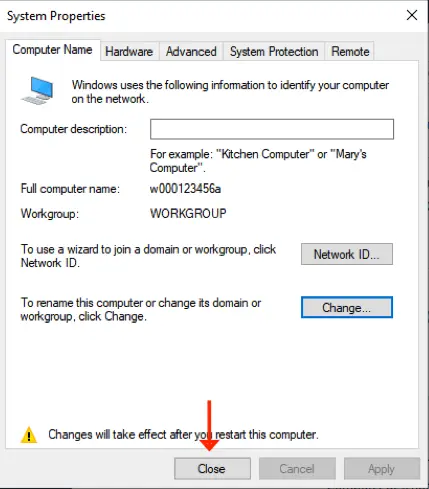 System Properties
Computer Name Hardware Advanced System Protection Remote
Windows uses the following information to identify your computer
on the network.
Computer description:
For example: "Kitchen Computer" or "Mary's
Computer".
Full computer name: w000123456a
Workgroup: WORKGROUP
To use a wizard to join a domain or workgroup, click
Network ID.
Network ID...
To rename this computer or change its domain or
workgroup, click Change.
Change...
Changes will take effect after you restart this computer.
Close Cancel Apply